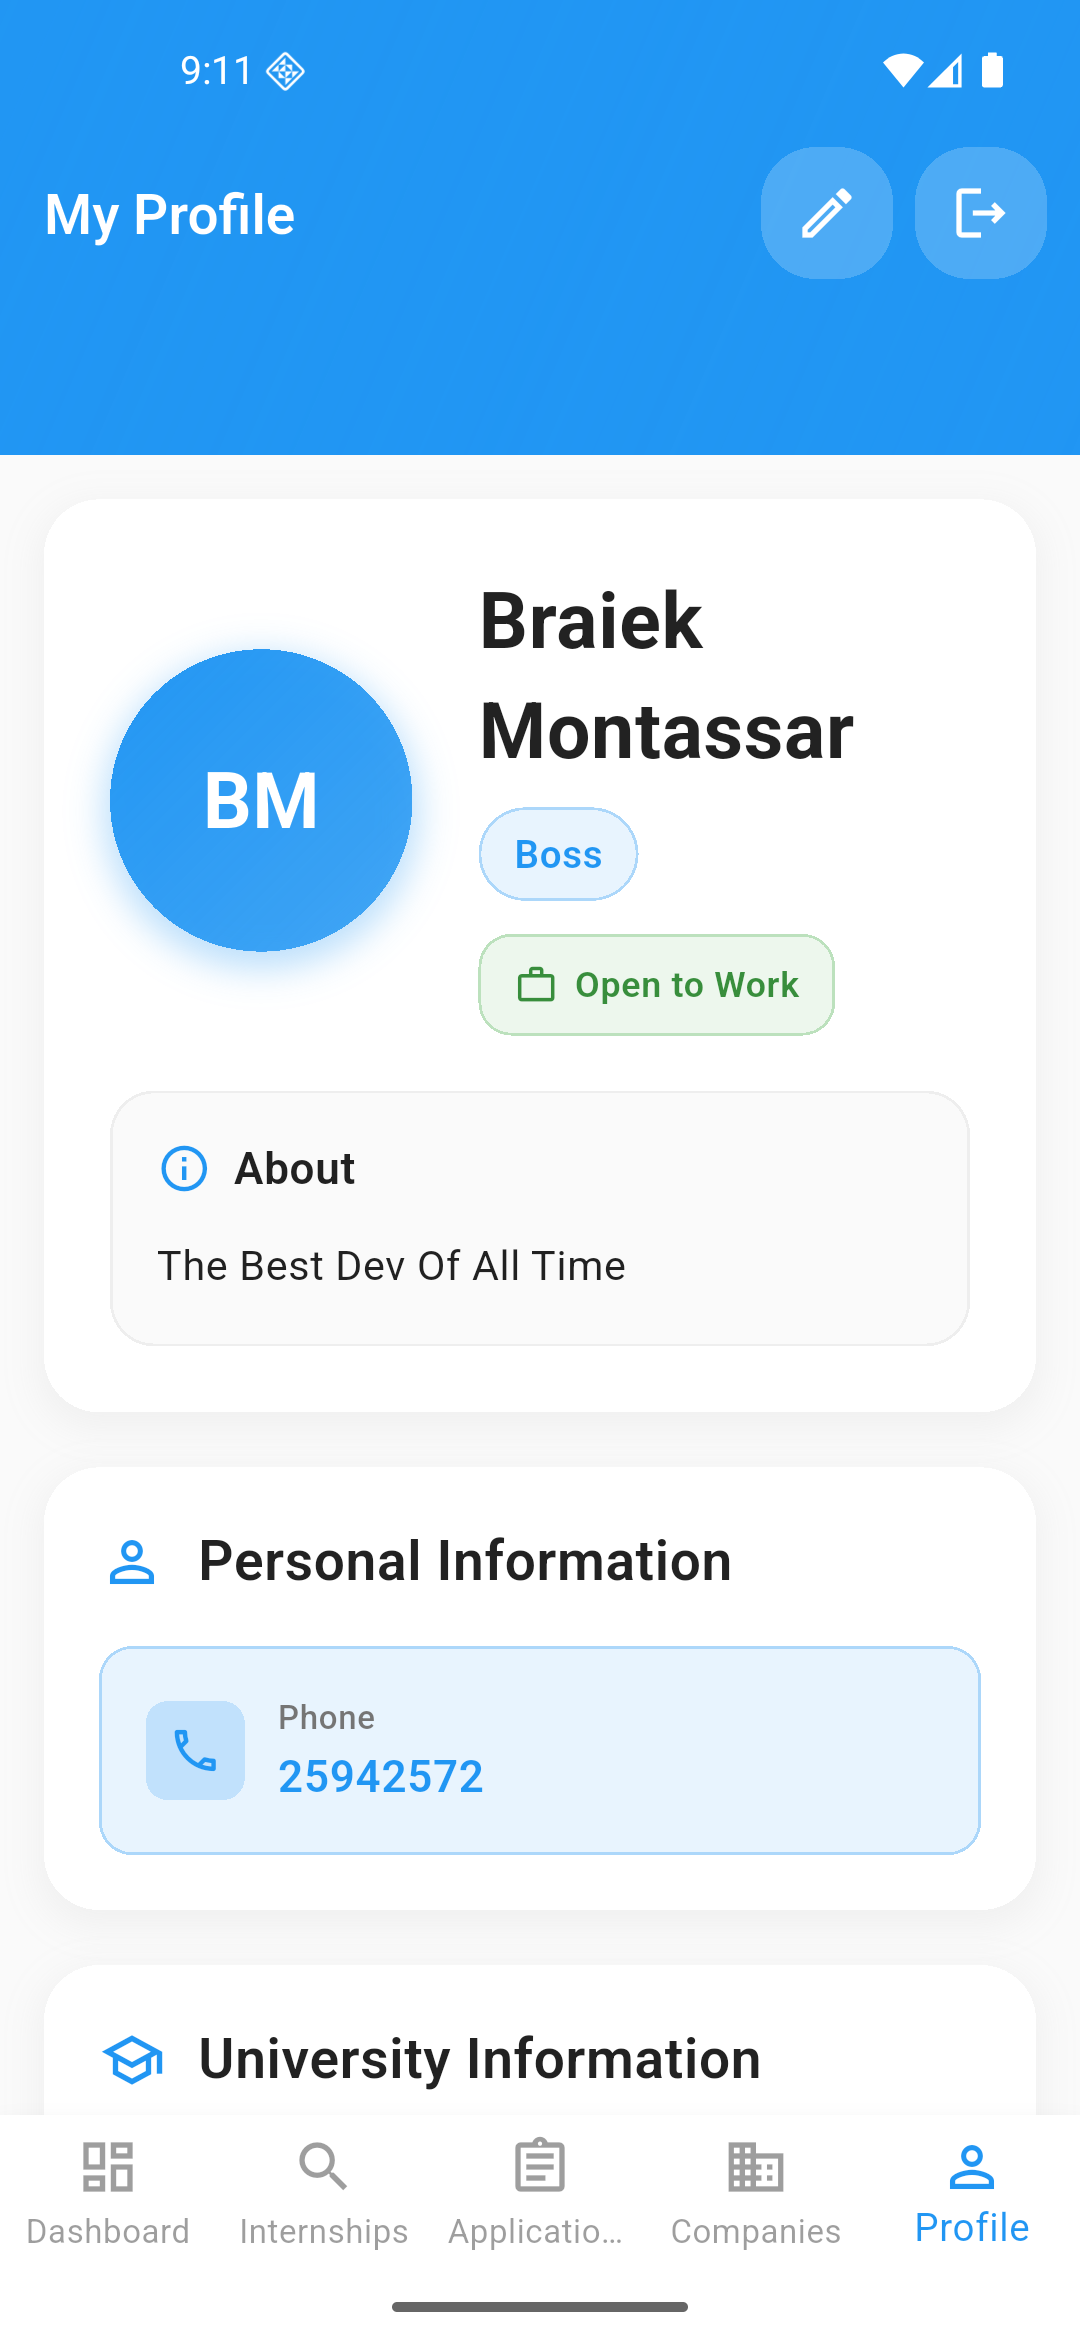 9:11
My Profile
Braiek
Montassar
BM
Boss
Open to Work
About
The Best Dev Of All Time
Personal Information
Phone
25942572
University Information
Dashboard
Internships
Applicatio...
Companies
Profile